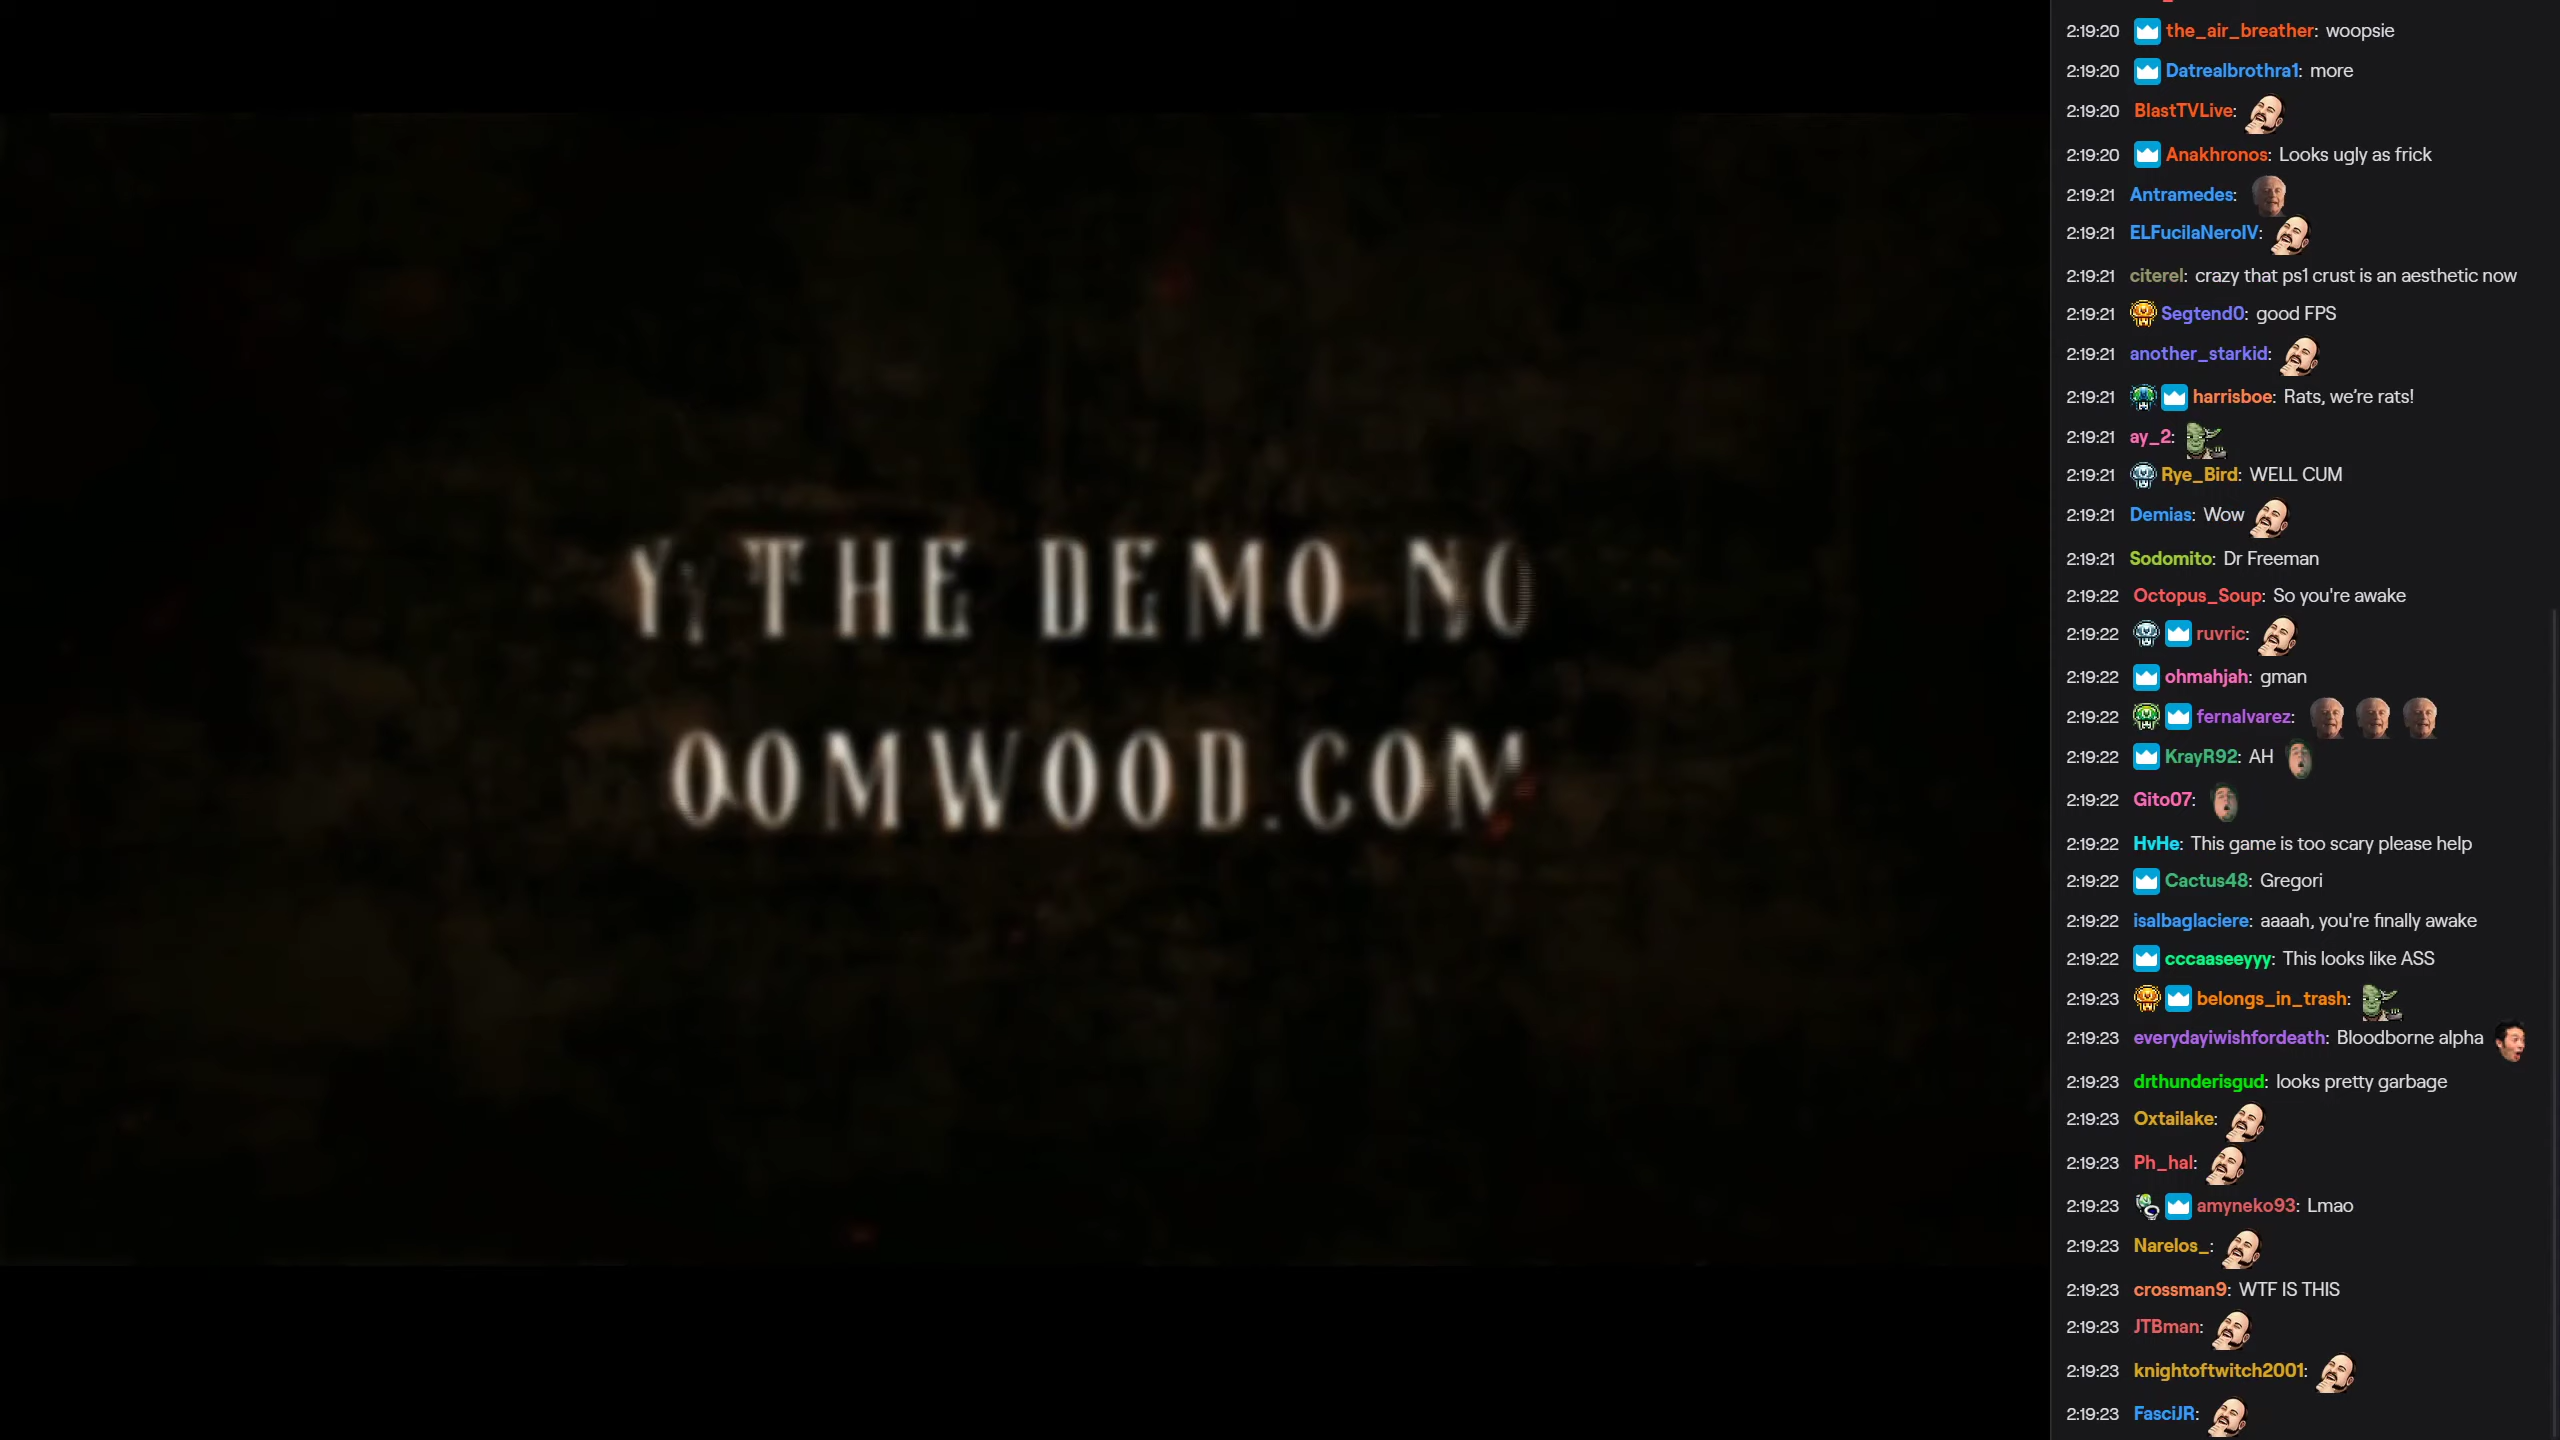 Y THE DEMO NO
OOMWOOD.COM
2:19:20 the_air_breather: woopsie
2:19:20 Datrealbrothra1: more
2:19:20 BlastTVLive:
2:19:20 Anakhronos: Looks ugly as frick
2:19:21 Antramedes:
2:19:21 ELFucilaNeroIV:
2:19:21 citerel: crazy that ps1 crust is an aesthetic now
2:19:21 Segtend0: good FPS
2:19:21 another_starkid:
2:19:21 harrisboe: Rats, we’re rats!
2:19:21 ay_2:
2:19:21 Rye_Bird: WELL CUM
2:19:21 Demias: Wow
2:19:21 Sodomito: Dr Freeman
2:19:22 Octopus_Soup: So you're awake
2:19:22 ruvric:
2:19:22 ohmahjah: gman
2:19:22 fernalvarez:
2:19:22 KrayR92: AH
2:19:22 Gito07:
2:19:22 HvHe: This game is too scary please help
2:19:22 Cactus48: Gregori
2:19:22 isalbaglaciere: aaaah, you're finally awake
2:19:22 cccaaseeyyy: This looks like ASS
2:19:23 belongs_in_trash:
2:19:23 everydayiwishfordeath: Bloodborne alpha
2:19:23 drthunderisgud: looks pretty garbage
2:19:23 Oxtailake:
2:19:23 Ph_hal:
2:19:23 amyneko93: Lmao
2:19:23 Narelos_:
2:19:23 crossman9: WTF IS THIS
2:19:23 JTBman:
2:19:23 knightoftwitch2001:
2:19:23 FasciJR: